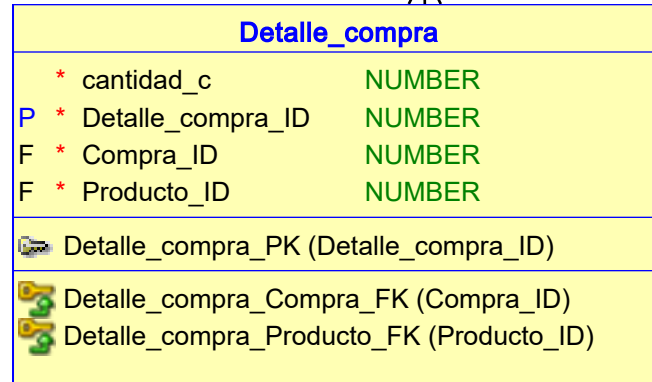 Detalle_compra
* cantidad_c NUMBER
P * Detalle_compra_ID NUMBER
F * Compra_ID NUMBER
F * Producto_ID NUMBER
Detalle_compra_PK (Detalle_compra_ID)
Detalle_compra_Compra_FK (Compra_ID)
Detalle_compra_Producto_FK (Producto_ID)